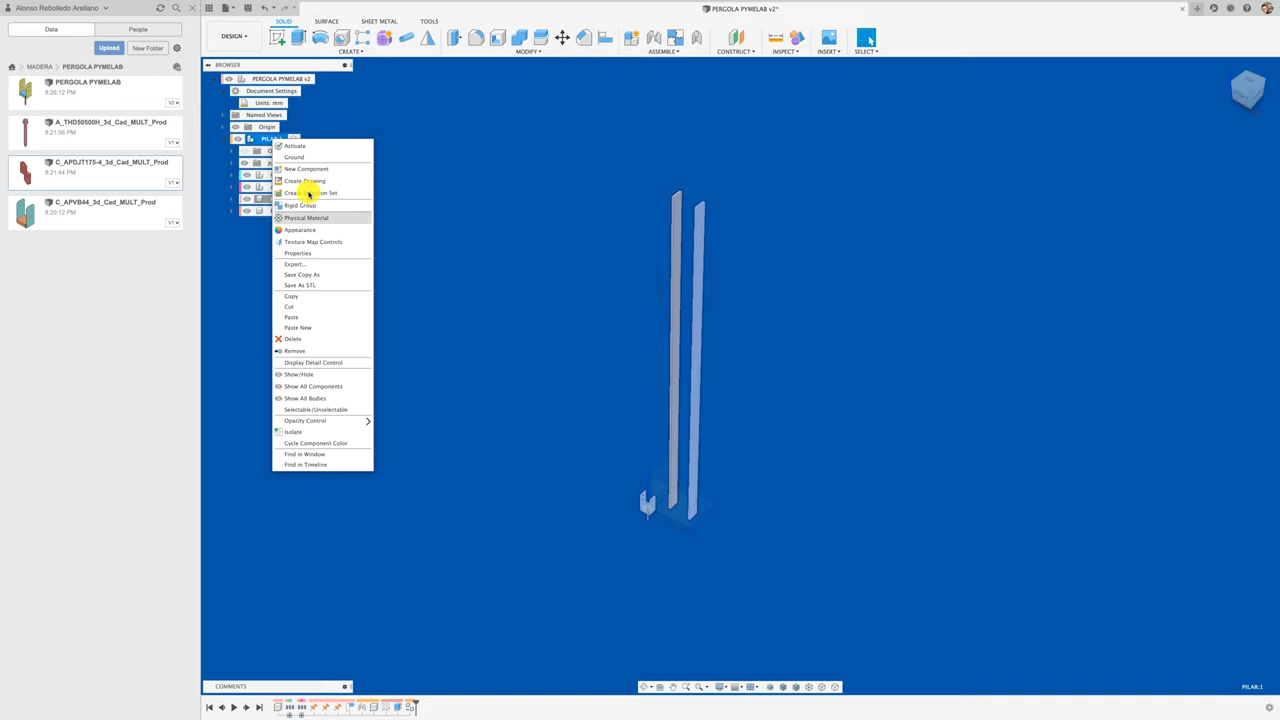 Alonso Rebolledo Arellano
PERGOLA PYMELAB v2*
Data
People
SOLID
SURFACE
SHEET METAL
TOOLS
DESIGN
Upload
New Folder
CREATE
MODIFY
ASSEMBLE
CONSTRUCT
INSPECT
INSERT
SELECT
MADERA
PERGOLA PYMELAB
BROWSER
PERGOLA PYMELAB
8:26:12 PM
V2
A_THD50500H_3d_Cad_MULT_Prod
8:21:56 PM
V1
C_APDJT175-4_3d_Cad_MULT_Prod
8:21:44 PM
V1
C_APVB44_3d_Cad_MULT_Prod
8:20:12 PM
V1
PERGOLA PYMELAB v2
Document Settings
Units: mm
Named Views
Origin
Activate
Ground
New Component
Create Drawing
Rigid Group
Physical Material
Appearance
Texture Map Controls
Properties
Export...
Save Copy As
Save As STL
Copy
Cut
Paste
Paste New
Delete
Remove
Display Detail Control
Show/Hide
Show All Components
Show All Bodies
Selectable/Unselectable
Opacity Control
Isolate
Cycle Component Color
Find in Window
Find in Timeline
COMMENTS
PILAR:1